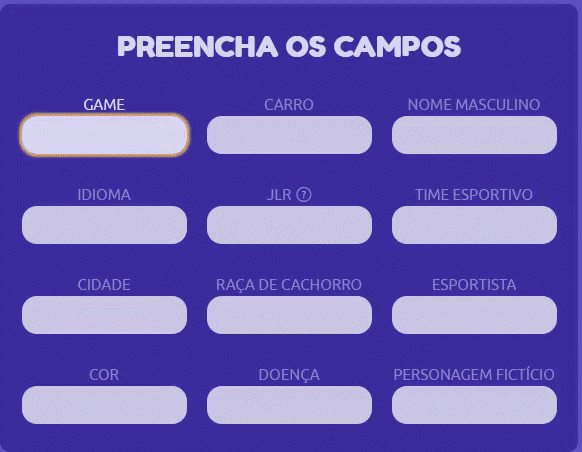 PREENCHA OS CAMPOS
GAME CARRO NOME MASCULINO
IDIOMA JLR ? TIME ESPORTIVO
CIDADE RAÇA DE CACHORRO ESPORTISTA
COR DOENÇA PERSONAGEM FICTÍCIO